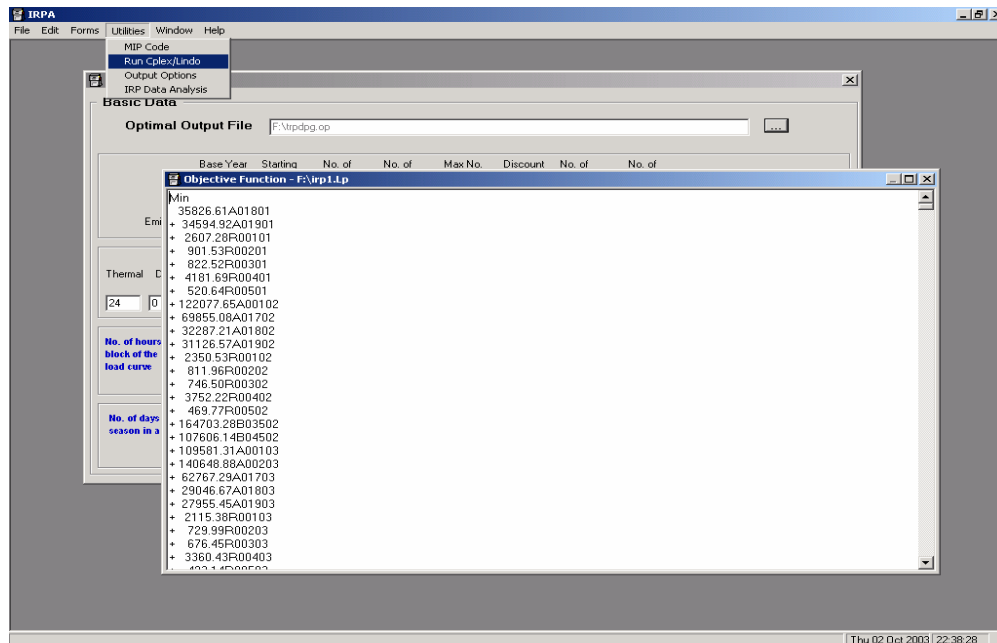 IRPA
File Edit Forms Utilities Window Help
MIP Code
Run Cplex/Lindo
Output Options
IRP Data Analysis
Basic Data
Optimal Output File F:\trpdpg.op ...
Base Year Starting No. of No. of Max No. Discount No. of No. of
Objective Function - F:\irp1.Lp
Min
35826.61A01801
+ 34594.92A01901
+ 2607.28R00101
+ 901.53R00201
+ 822.52R00301
+ 4181.69R00401
+ 520.64R00501
+ 122077.65A00102
+ 69855.08A01702
+ 32287.21A01802
+ 31126.57A01902
+ 2350.53R00102
+ 811.96R00202
+ 746.50R00302
+ 3752.22R00402
+ 469.77R00502
+ 164703.28B03502
+ 107606.14B04502
+ 109581.31A00103
+ 140648.88A00203
+ 62767.29A01703
+ 29046.67A01803
+ 27955.45A01903
+ 2115.38R00103
+ 729.99R00203
+ 676.45R00303
+ 3360.43R00403
Emi
Thermal D
24 0
No. of hours
block of the
load curve
No. of days
season in a
Thu 02 Oct 2003 22:38:28